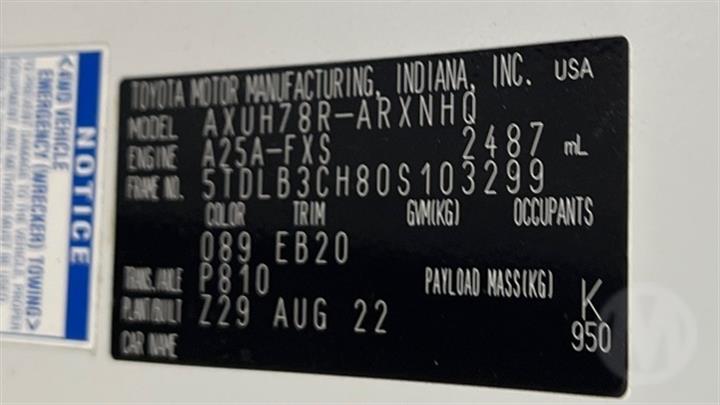 NOTICE
<4WD VEHICLE
EMERGENCY (WRECKER) TOWING>
TOYOTA MOTOR MANUFACTURING, INDIANA, INC. USA
MODEL AXUH78R-ARXNHQ
ENGINE A25A-FXS 2487 mL
FRAME NO. 5TDLB3CH80S103299
COLOR TRIM GVM(KG) OCCUPANTS
089 EB20
TRANS./AXLE P810 PAYLOAD MASS(KG) K
PLANT/BUILT Z29 AUG 22 950
CAR NAME